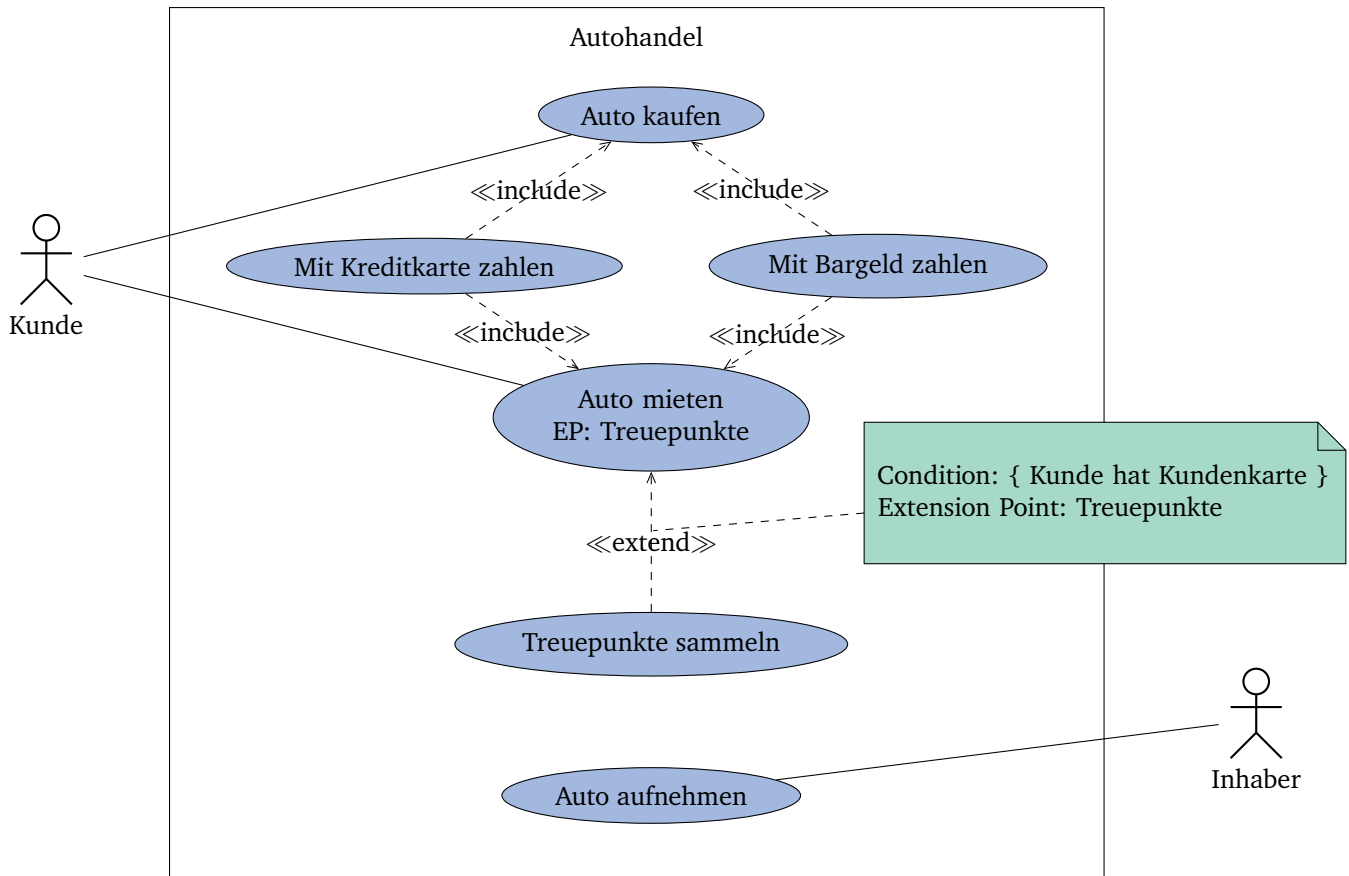 Autohandel
Auto kaufen
≪include≫
≪include≫
Mit Kreditkarte zahlen
Mit Bargeld zahlen
Kunde
≪include≫
≪include≫
Auto mieten
EP: Treuepunkte
Condition: { Kunde hat Kundenkarte }
Extension Point: Treuepunkte
≪extend≫
Treuepunkte sammeln
Inhaber
Auto aufnehmen